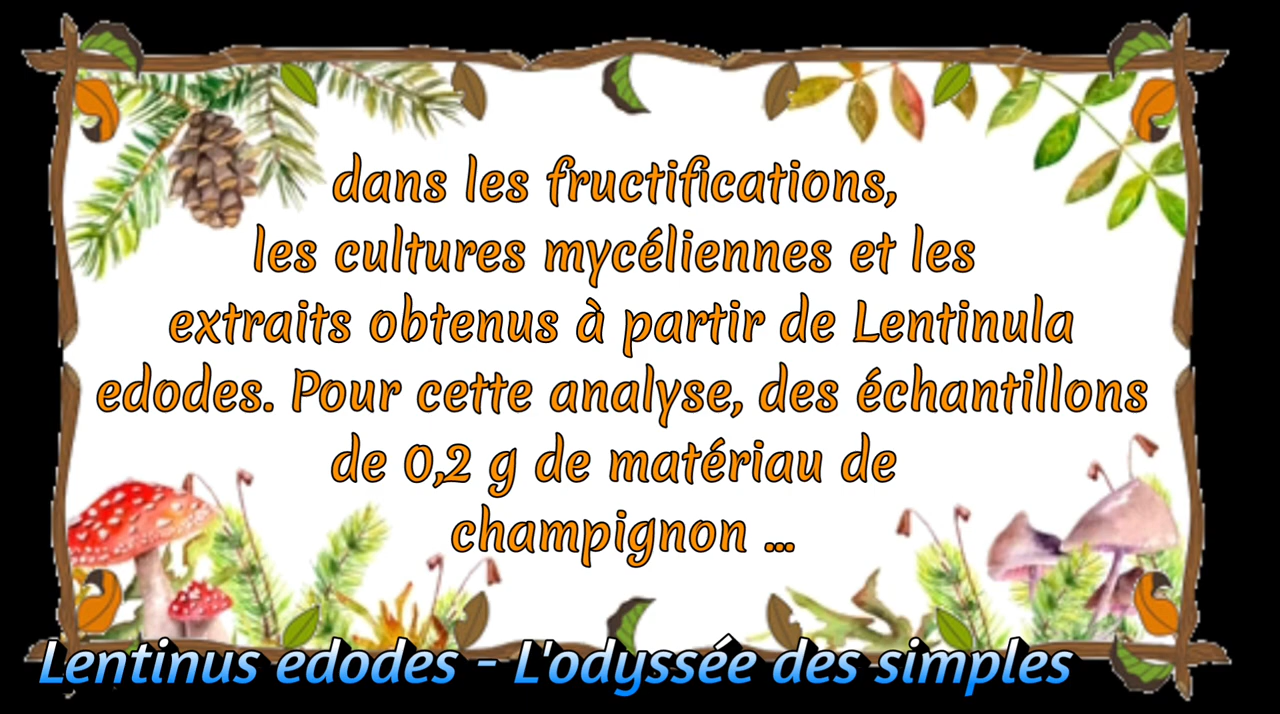 dans les fructifications,
les cultures mycéliennes et les
extraits obtenus à partir de Lentinula
edodes. Pour cette analyse, des échantillons
de 0,2 g de matériau de
champignon ...
Lentinus edodes - L'odyssée des simples